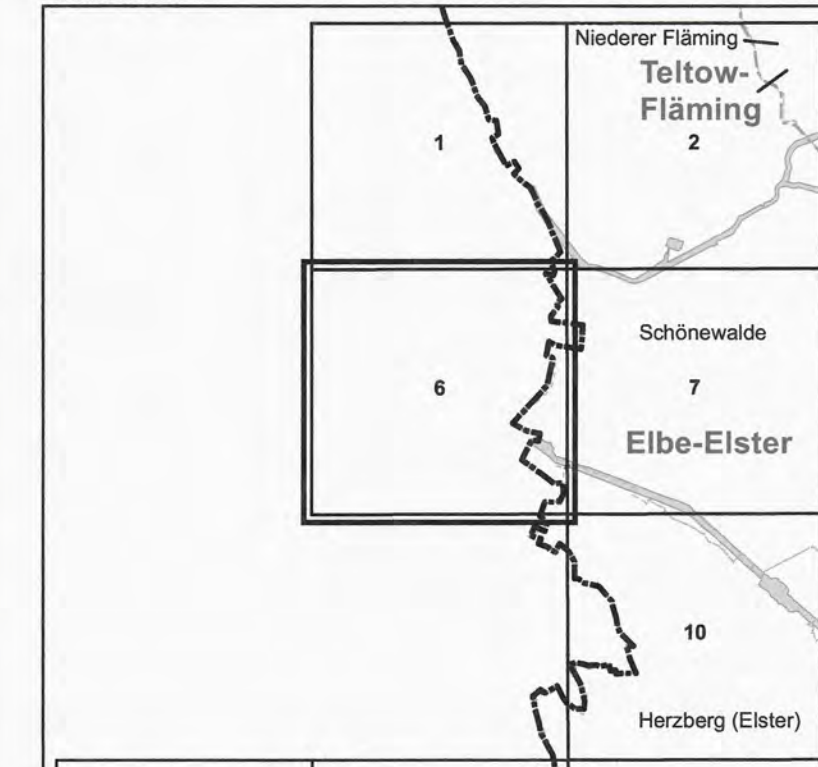 Niederer Fläming
Teltow-
Fläming
1
2
Schönewalde
6
7
Elbe-Elster
10
Herzberg (Elster)